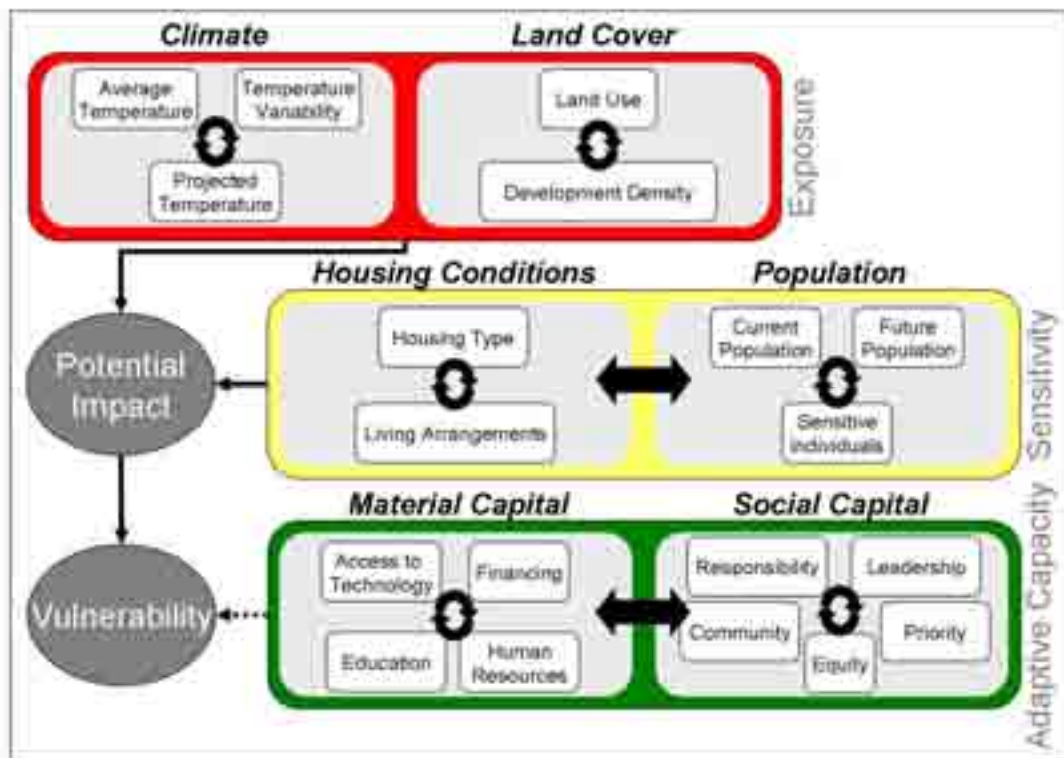 Climate
Land Cover
Average
Temperature
Temperature
Variability
Projected
Temperature
Land Use
Development Density
Exposure
Housing Conditions
Population
Housing Type
Living Arrangements
Current
Population
Future
Population
Sensitive
Individuals
Sensitivity
Potential
Impact
Material Capital
Social Capital
Access to
Technology
Financing
Education
Human
Resources
Responsibility
Leadership
Community
Equity
Priority
Adaptive Capacity
Vulnerability